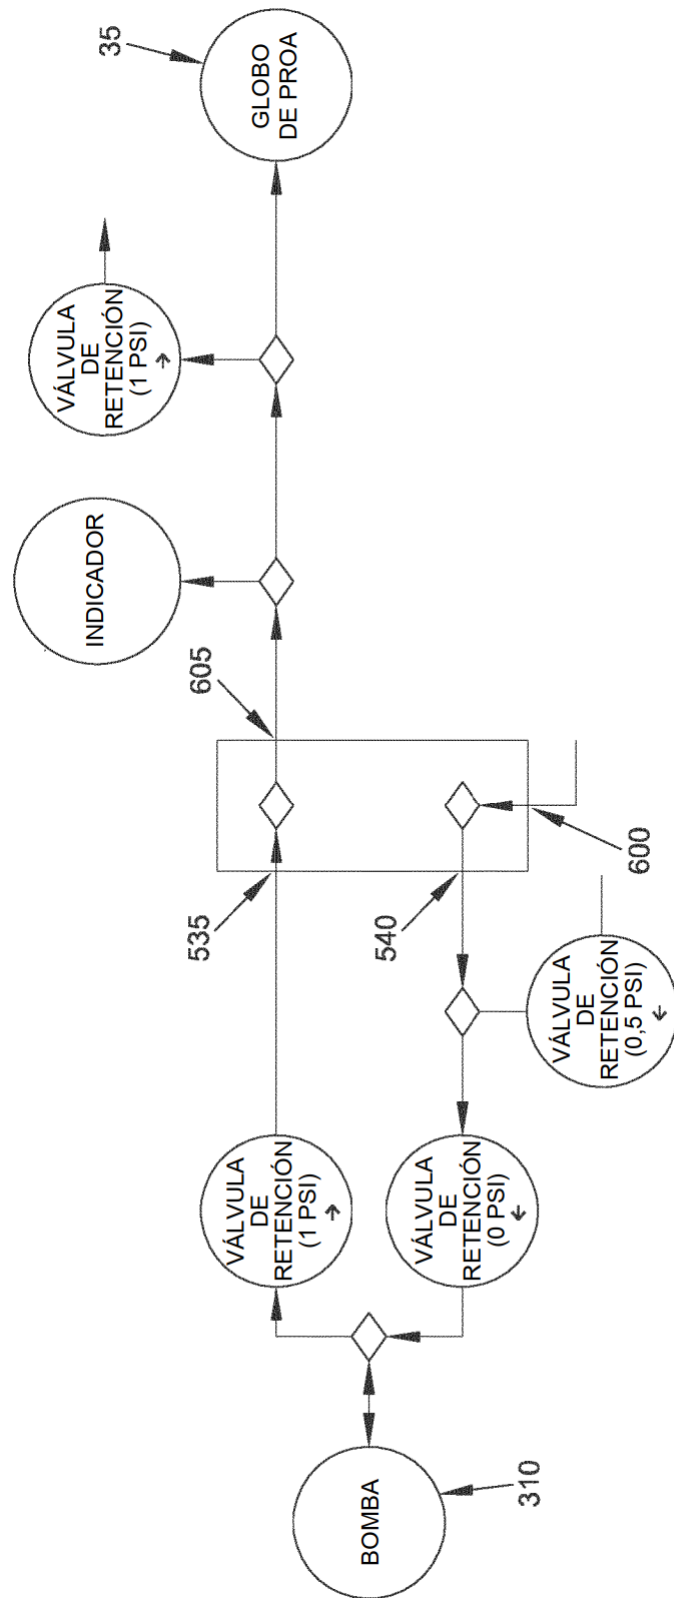 35
GLOBO
DE PROA
VÁLVULA
DE
RETENCIÓN
(1 PSI)
→
INDICADOR
605
535
540
600
VÁLVULA
DE
RETENCIÓN
(1 PSI)
→
VÁLVULA
DE
RETENCIÓN
(0 PSI)
←
VÁLVULA
DE
RETENCIÓN
(0,5 PSI)
←
BOMBA
310